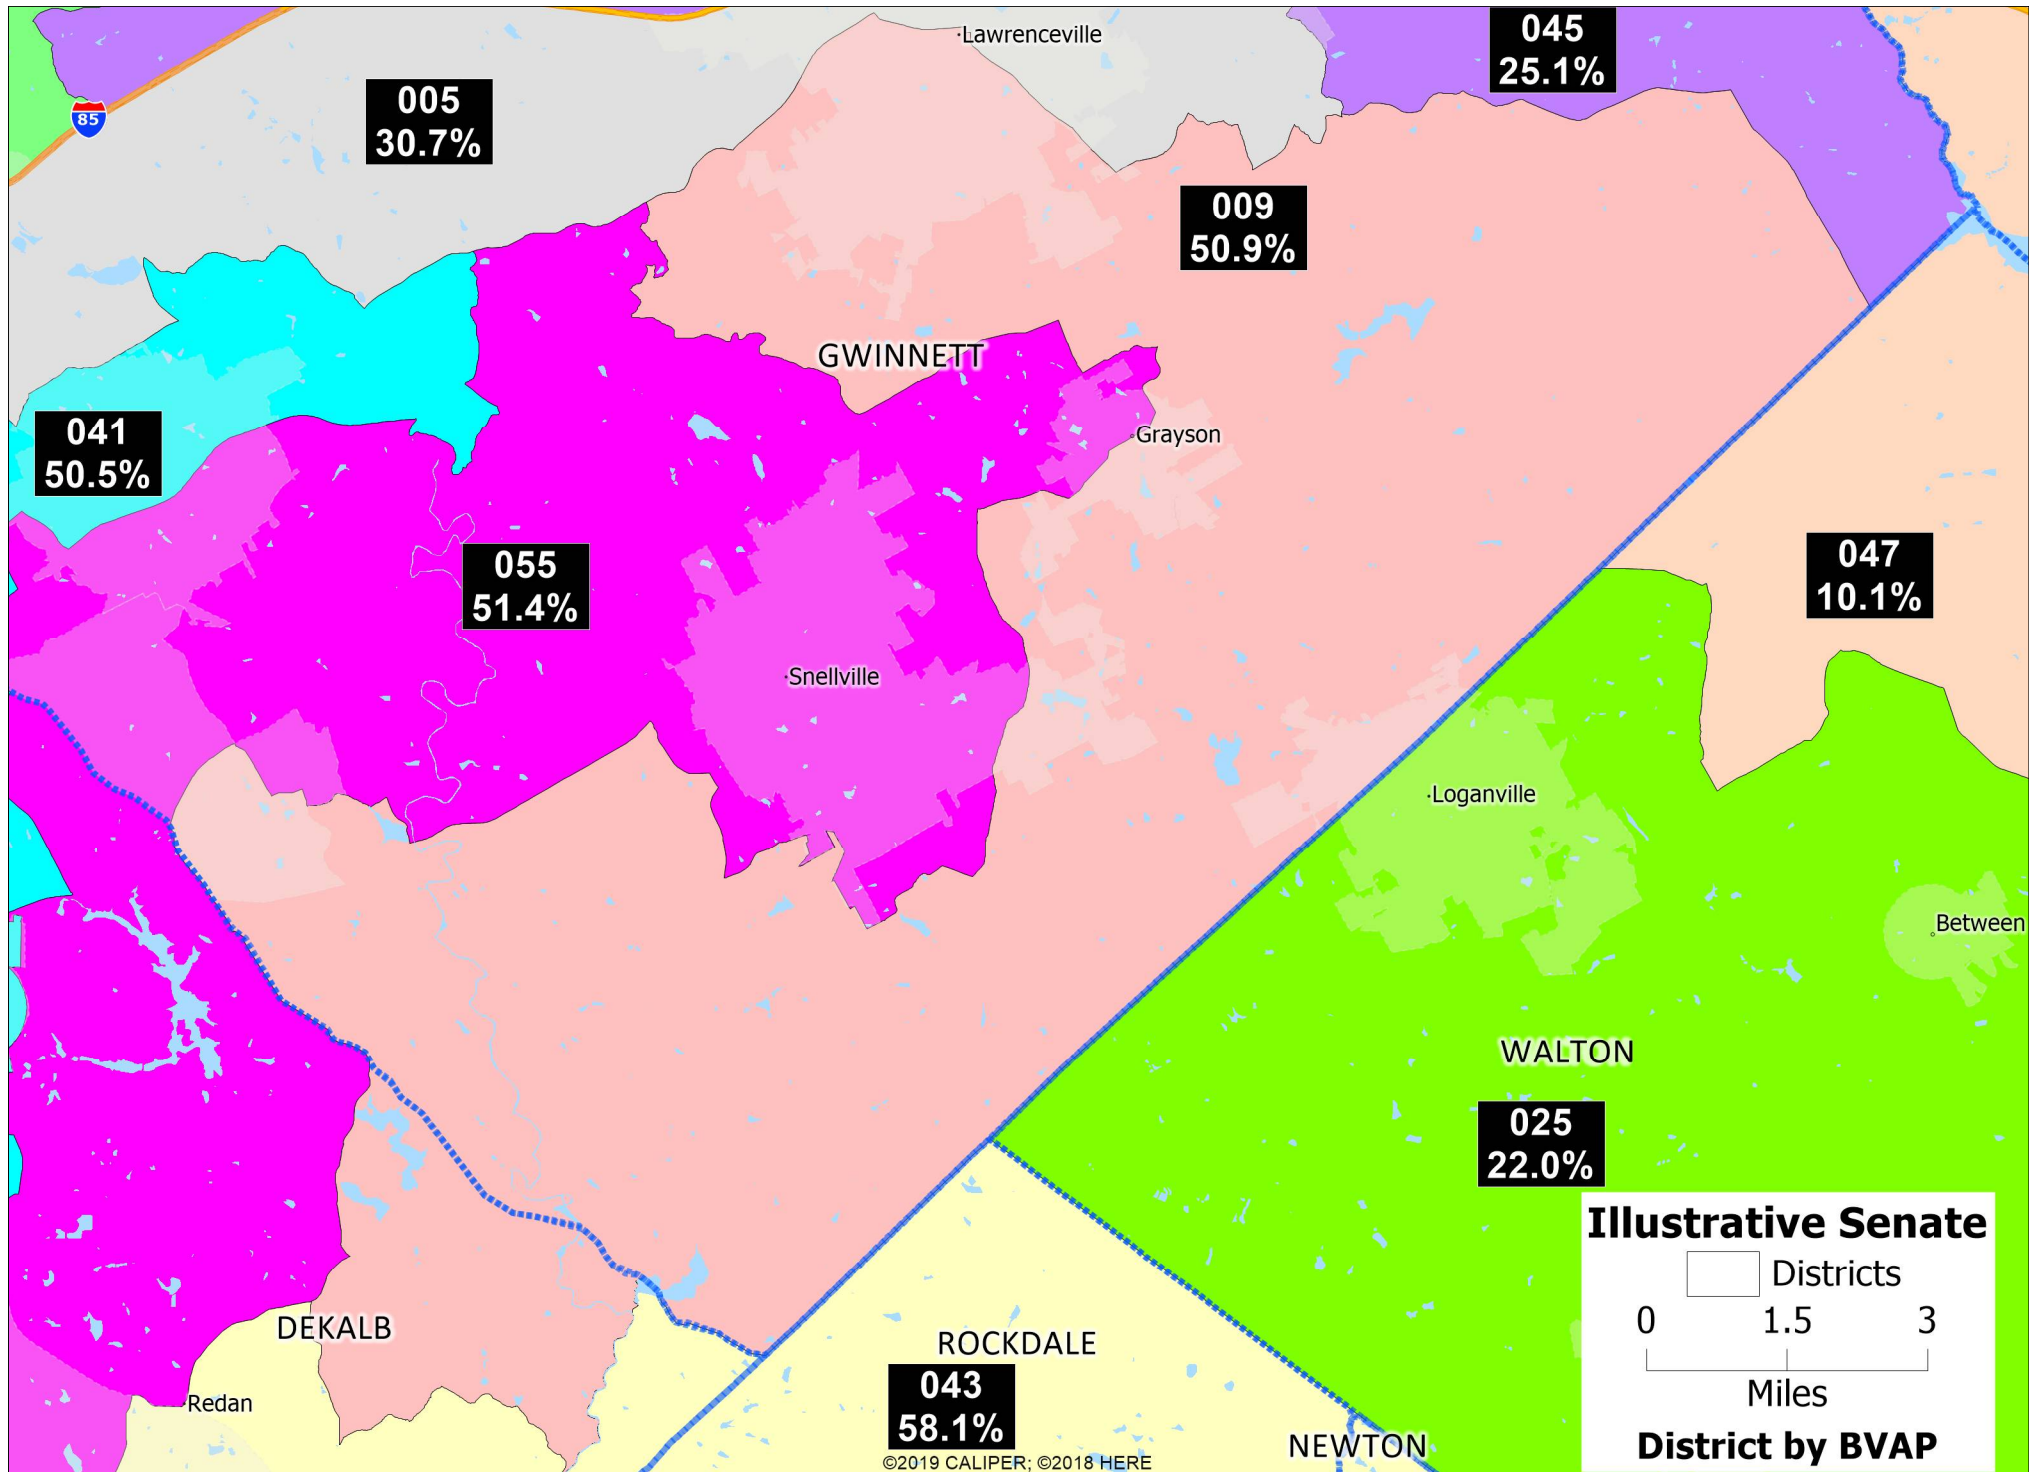 Lawrenceville
045
25.1%
005
30.7%
85
009
50.9%
GWINNETT
041
50.5%
Grayson
055
51.4%
047
10.1%
Snellville
Loganville
Between
WALTON
025
22.0%
Illustrative Senate
Districts
0 1.5 3
Miles
District by BVAP
DEKALB
ROCKDALE
043
58.1%
Redan
NEWTON
©2019 CALIPER; ©2018 HERE